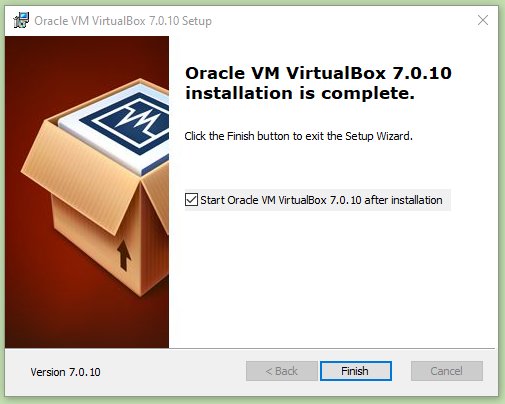 Oracle VM VirtualBox 7.0.10 Setup
Oracle VM VirtualBox 7.0.10
installation is complete.
Click the Finish button to exit the Setup Wizard.
Start Oracle VM VirtualBox 7.0.10 after installation
Version 7.0.10
< Back
Finish
Cancel